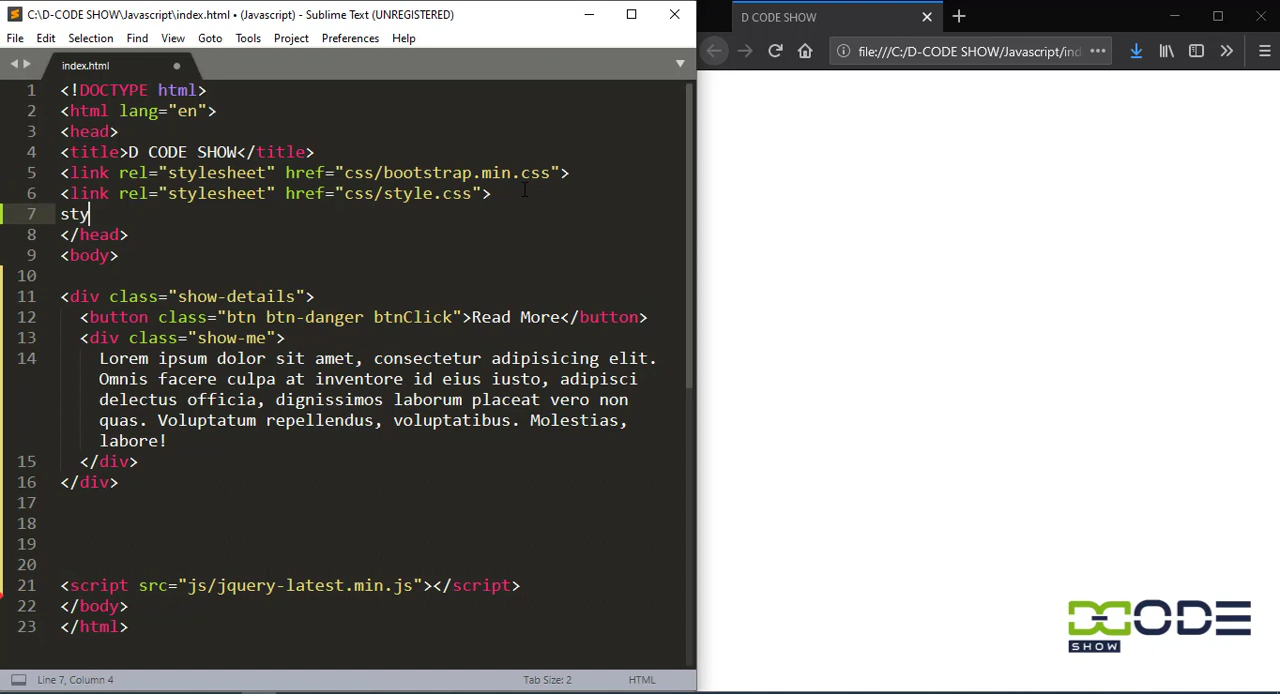 C:\D-CODE SHOW\Javascript\index.html • (Javascript) - Sublime Text (UNREGISTERED)
File Edit Selection Find View Goto Tools Project Preferences Help
index.html
1 <!DOCTYPE html>
2 <html lang="en">
3 <head>
4 <title>D CODE SHOW</title>
5 <link rel="stylesheet" href="css/bootstrap.min.css">
6 <link rel="stylesheet" href="css/style.css">
7 sty
8 </head>
9 <body>
10
11 <div class="show-details">
12 <button class="btn btn-danger btnClick">Read More</button>
13 <div class="show-me">
14 Lorem ipsum dolor sit amet, consectetur adipisicing elit.
Omnis facere culpa at inventore id eius iusto, adipisci
delectus officia, dignissimos laborum placeat vero non
quas. Voluptatum repellendus, voluptatibus. Molestias,
labore!
15 </div>
16 </div>
17
18
19
20
21 <script src="js/jquery-latest.min.js"></script>
22 </body>
23 </html>
Line 7, Column 4 Tab Size: 2 HTML
D CODE SHOW
file:///C:/D-CODE SHOW/Javascript/ind
DCODE
SHOW